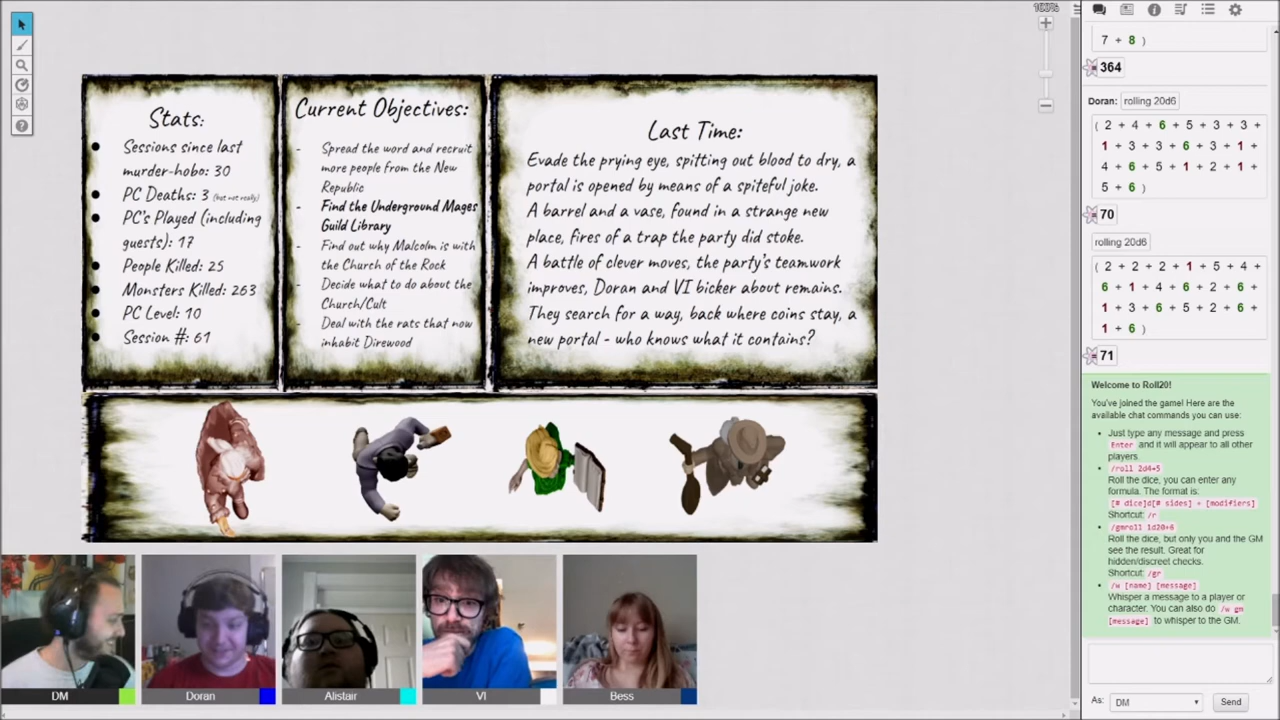 100%
Stats:
Sessions since last
murder-hobo: 30
PC Deaths: 3 (but not really)
PC's Played (including
guests): 17
People Killed: 25
Monsters Killed: 263
PC Level: 10
Session #: 61
Current Objectives:
- Spread the word and recruit
more people from the New
Republic
- Find the Underground Mages
Guild Library
- Find out why Malcolm is with
the Church of the Rock
- Decide what to do about the
Church/Cult
- Deal with the rats that now
inhabit Direwood
Last Time:
Evade the prying eye, spitting out blood to dry, a
portal is opened by means of a spiteful joke.
A barrel and a vase, found in a strange new
place, fires of a trap the party did stoke.
A battle of clever moves, the party's teamwork
improves, Doran and VI bicker about remains.
They search for a way, back where coins stay, a
new portal - who knows what it contains?
DM
Doran
Alistair
VI
Bess
7 + 8 )
364
Doran: rolling 20d6
( 2 + 4 + 6 + 5 + 3 + 3 +
1 + 3 + 3 + 6 + 3 + 1 +
4 + 6 + 5 + 1 + 2 + 1 +
5 + 6 )
70
rolling 20d6
( 2 + 2 + 2 + 1 + 5 + 4 +
6 + 1 + 4 + 6 + 2 + 6 +
1 + 3 + 6 + 5 + 2 + 6 +
1 + 6 )
71
Welcome to Roll20!
You've joined the game! Here are the
available chat commands you can use:
• Just type any message and press
Enter and it will appear to all other
players.
• /roll 2d4+5
Roll the dice, you can enter any
formula. The format is:
[# dice]d[# sides] + [modifiers]
Shortcut: /r
• /gmroll 1d20+6
Roll the dice, but only you and the GM
see the result. Great for
hidden/discreet checks.
Shortcut: /gr
• /w [name] [message]
Whisper a message to a player or
character. You can also do /w gm
[message] to whisper to the GM.
As: DM Send